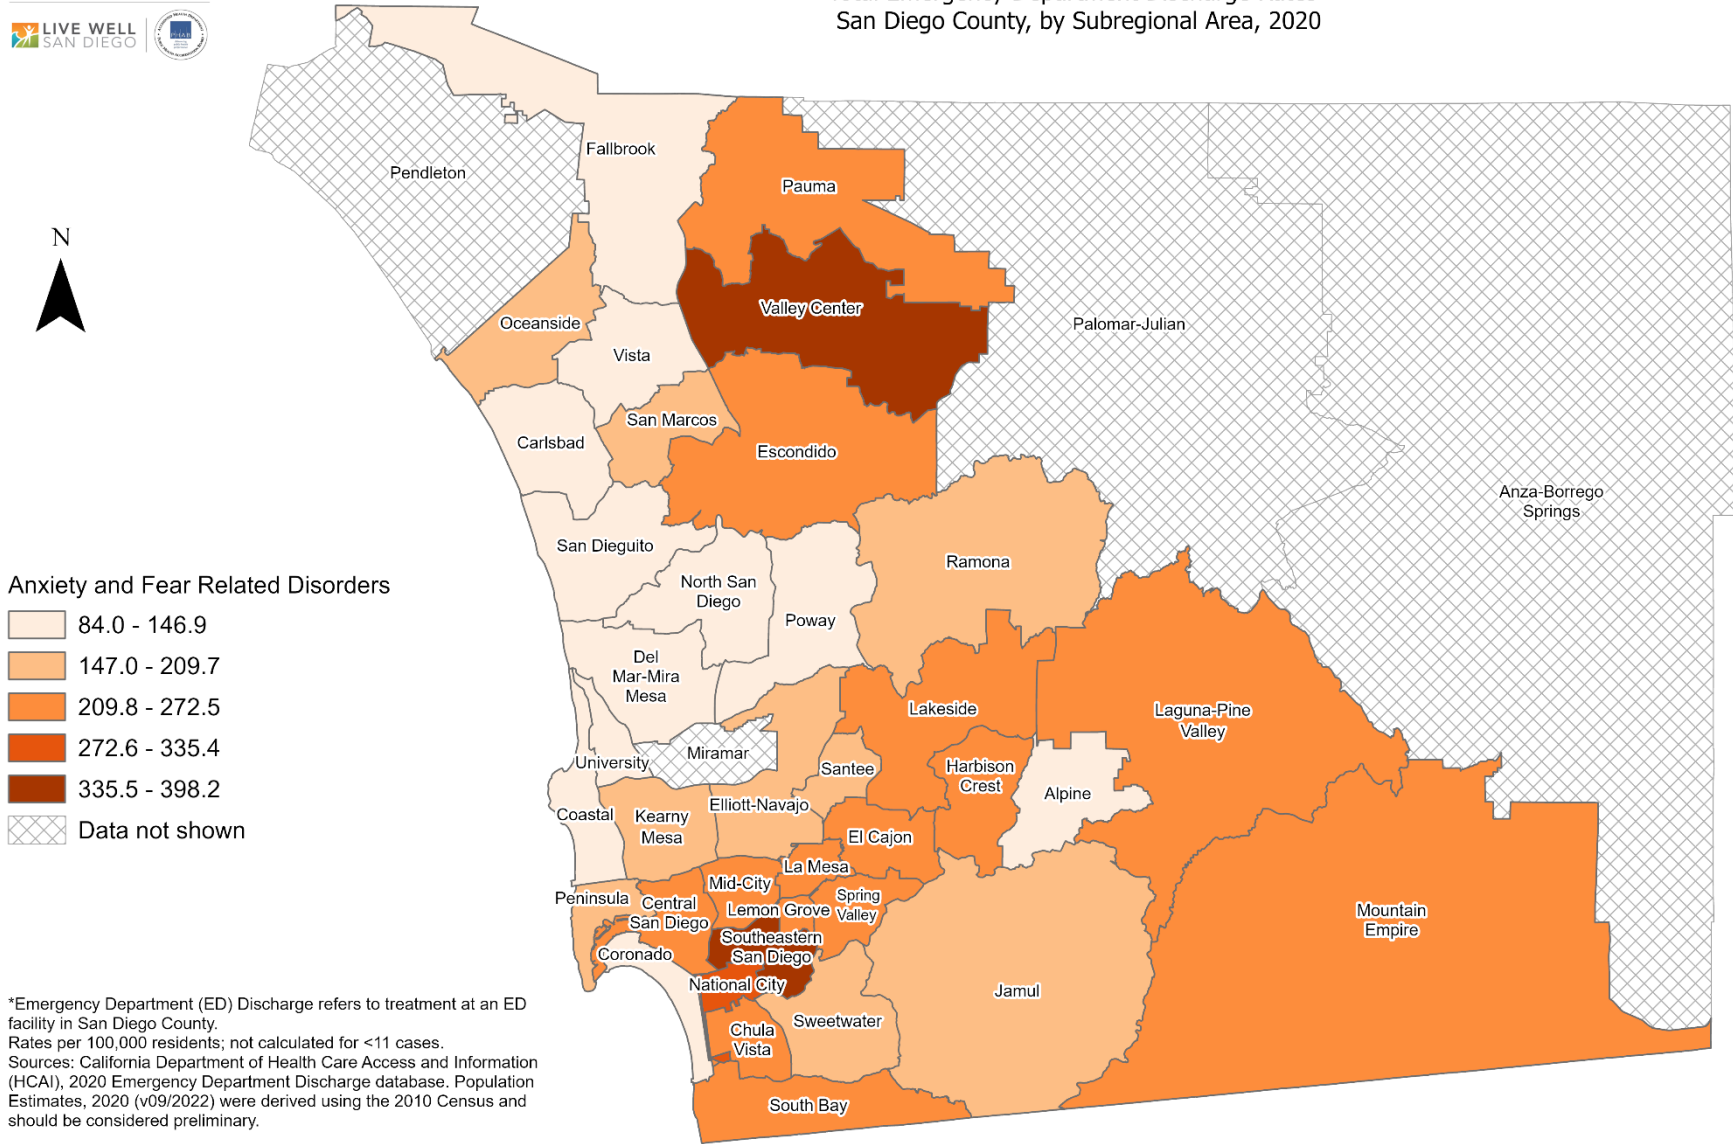 LIVE WELL
SAN DIEGO
PHAB
Total Emergency Department Discharge Rates*
San Diego County, by Subregional Area, 2020
Fallbrook
Pendleton
Pauma
N
Valley Center
Oceanside
Palomar-Julian
Vista
San Marcos
Carlsbad
Escondido
Anza-Borrego
Springs
San Dieguito
Ramona
North San
Diego
Poway
Anxiety and Fear Related Disorders
84.0 - 146.9
147.0 - 209.7
209.8 - 272.5
272.6 - 335.4
335.5 - 398.2
Data not shown
Del
Mar-Mira
Mesa
Lakeside
Laguna-Pine
Valley
Miramar
University
Santee
Harbison
Crest
Alpine
Coastal
Kearny
Mesa
Elliott-Navajo
El Cajon
La Mesa
Mid-City
Peninsula
Central
San Diego
Lemon Grove
Spring
Valley
Mountain
Empire
Southeastern
San Diego
Coronado
National City
Jamul
Sweetwater
Chula
Vista
South Bay
*Emergency Department (ED) Discharge refers to treatment at an ED
facility in San Diego County.
Rates per 100,000 residents; not calculated for <11 cases.
Sources: California Department of Health Care Access and Information
(HCAI), 2020 Emergency Department Discharge database. Population
Estimates, 2020 (v09/2022) were derived using the 2010 Census and
should be considered preliminary.